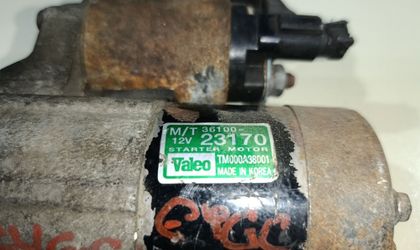 M/T 36100-
12V 23170
STARTER MOTOR
Valeo TM000A38001
MADE IN KOREA